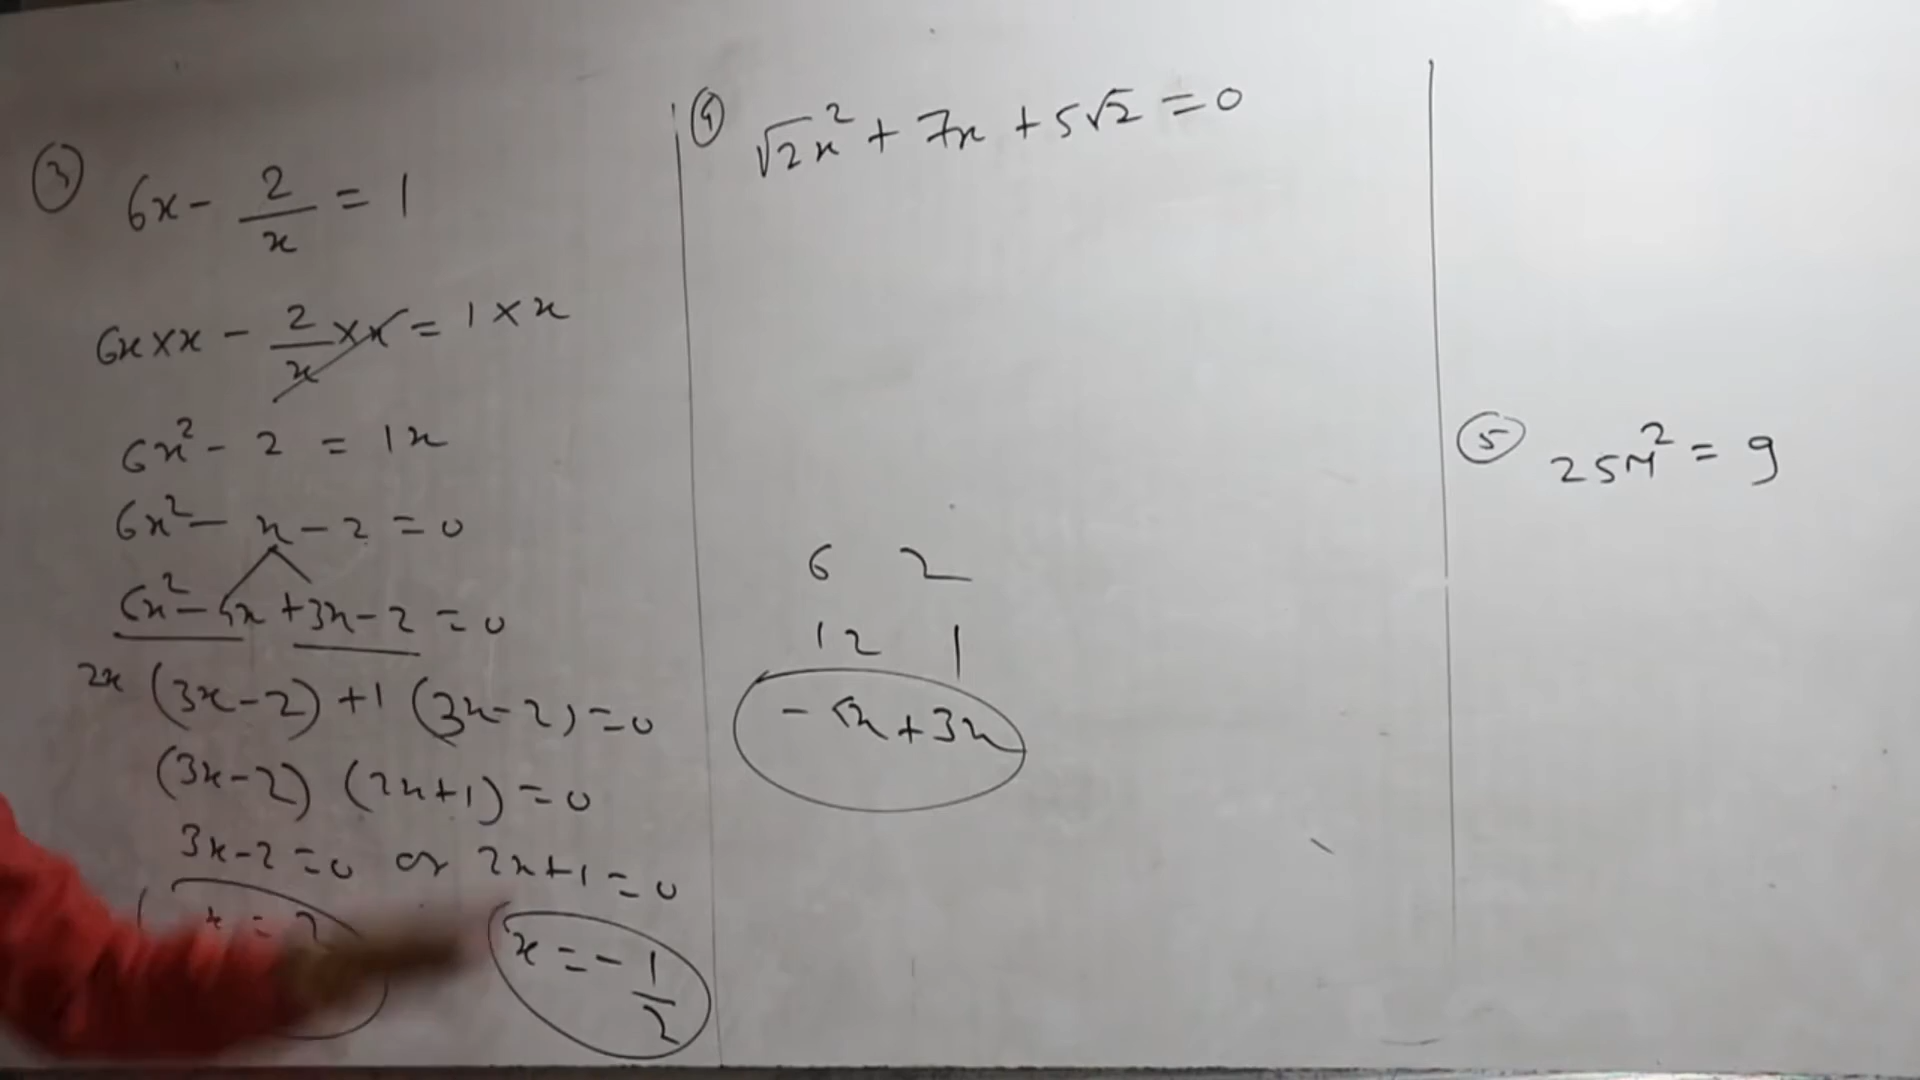 ③ 6x - 2/x = 1
6x × x - 2/x × x = 1 × x
6x² - 2 = 1x
6x² - x - 2 = 0
6x² - 4x + 3x - 2 = 0
2x (3x - 2) + 1 (3x - 2) = 0
(3x - 2) (2x + 1) = 0
3x - 2 = 0 or 2x + 1 = 0
x = 2
x = - 1/2
④ √2x² + 7x + 5√2 = 0
6 2
12 1
- 4x + 3x
⑤ 25m² = 9